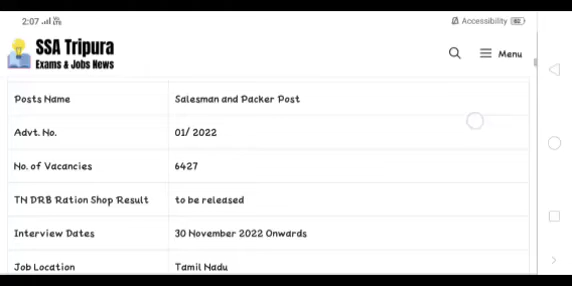 2:07
Accessibility
SSA Tripura
Exams & Jobs News
Menu
Posts Name Salesman and Packer Post
Advt. No. 01/ 2022
No. of Vacancies 6427
TN DRB Ration Shop Result to be released
Interview Dates 30 November 2022 Onwards
Job Location Tamil Nadu